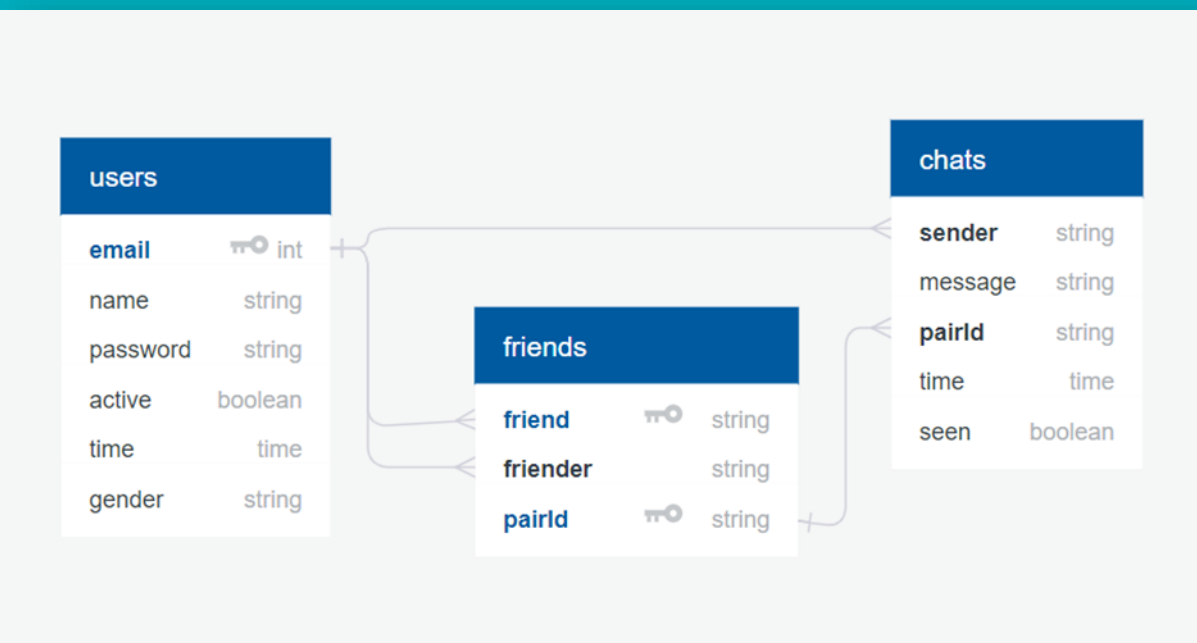 users
email int
name string
password string
active boolean
time time
gender string
friends
friend string
friender string
pairId string
chats
sender string
message string
pairId string
time time
seen boolean